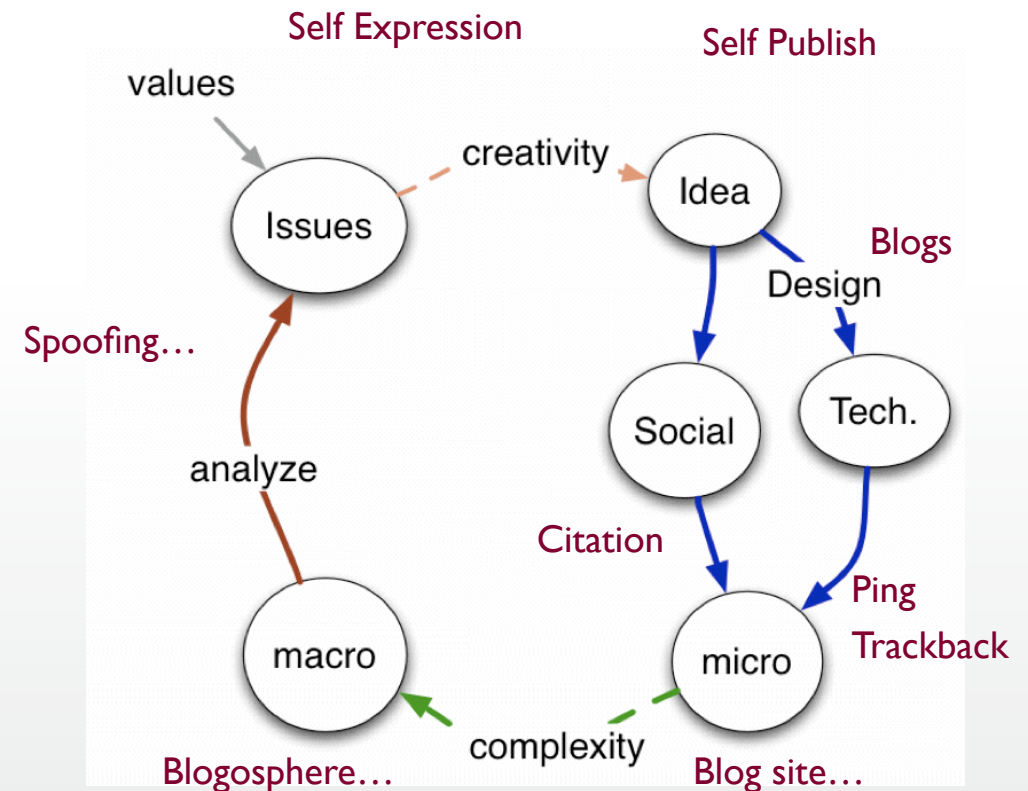 Self Expression
Self Publish
values
creativity
Idea
Issues
Blogs
Design
Spoofing…
Social
Tech.
analyze
Citation
Ping
Trackback
macro
micro
complexity
Blogosphere…
Blog site…